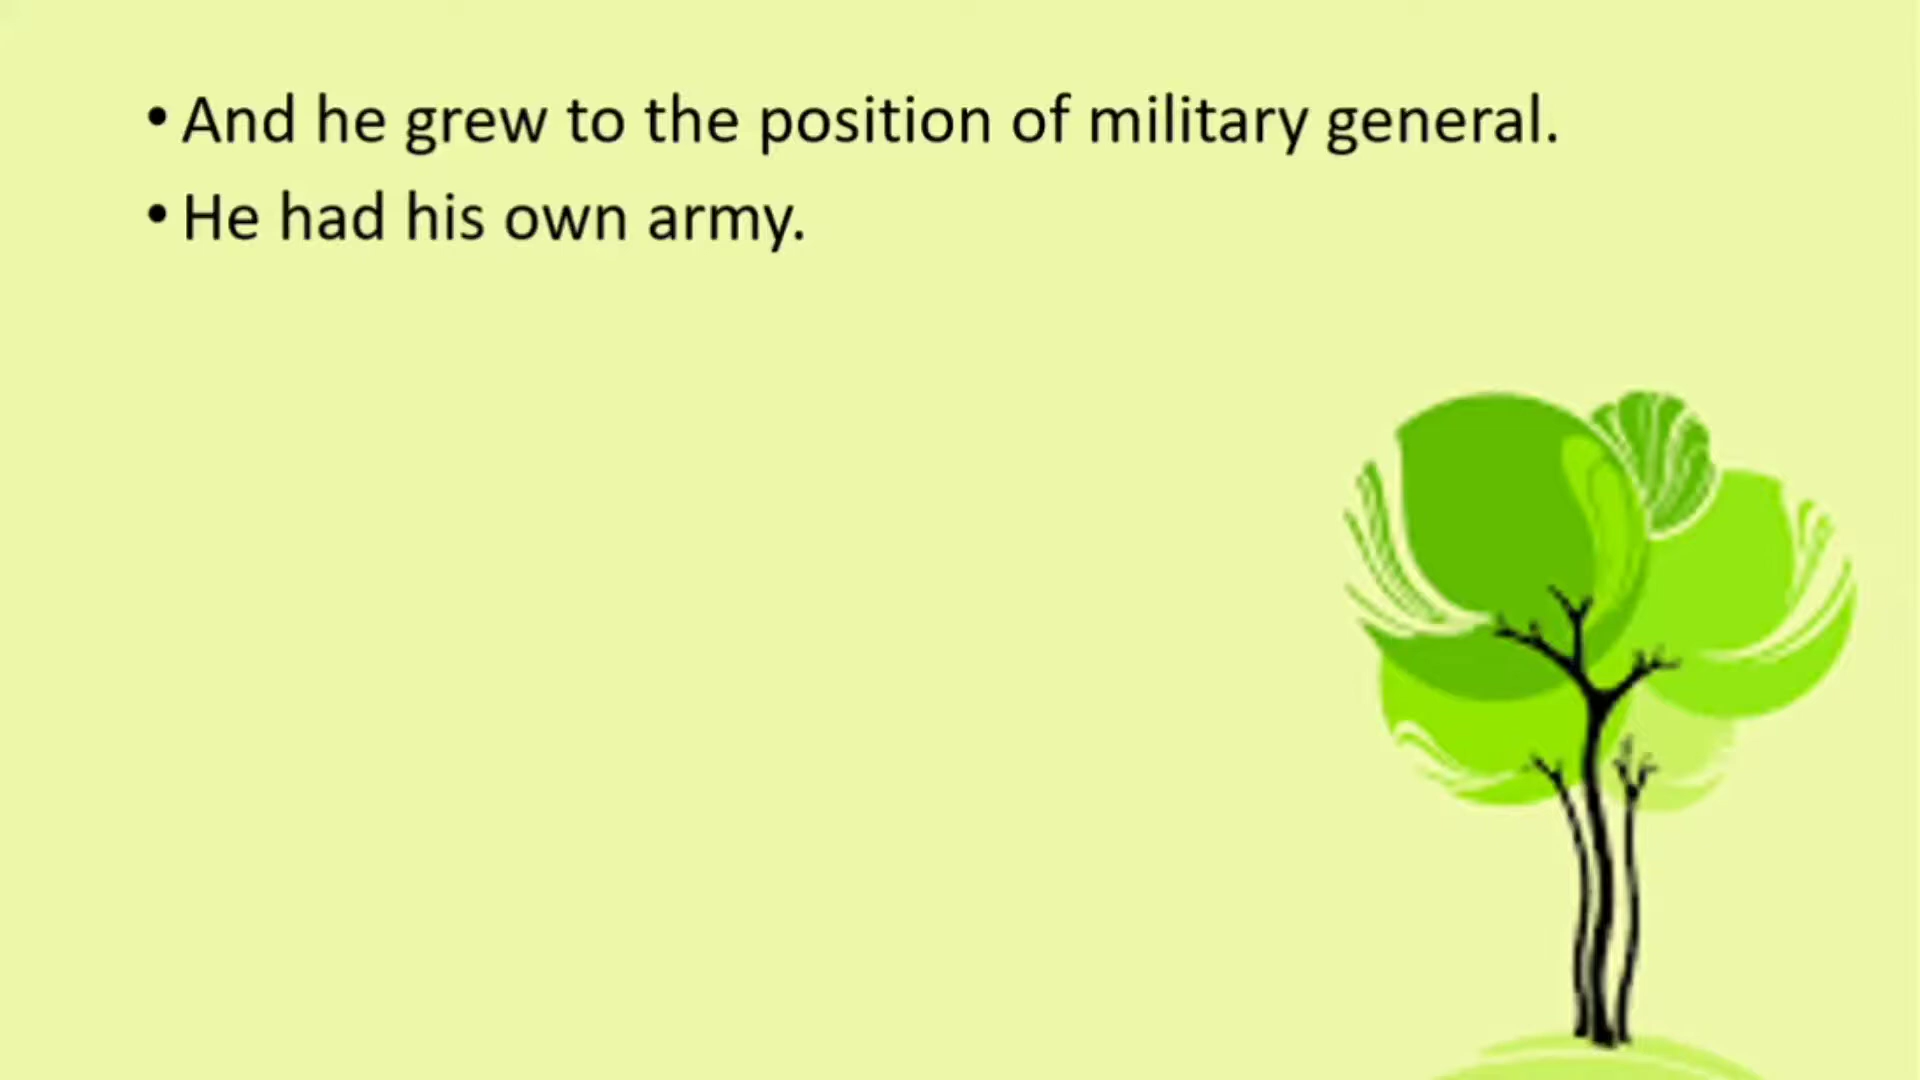 • And he grew to the position of military general.
• He had his own army.